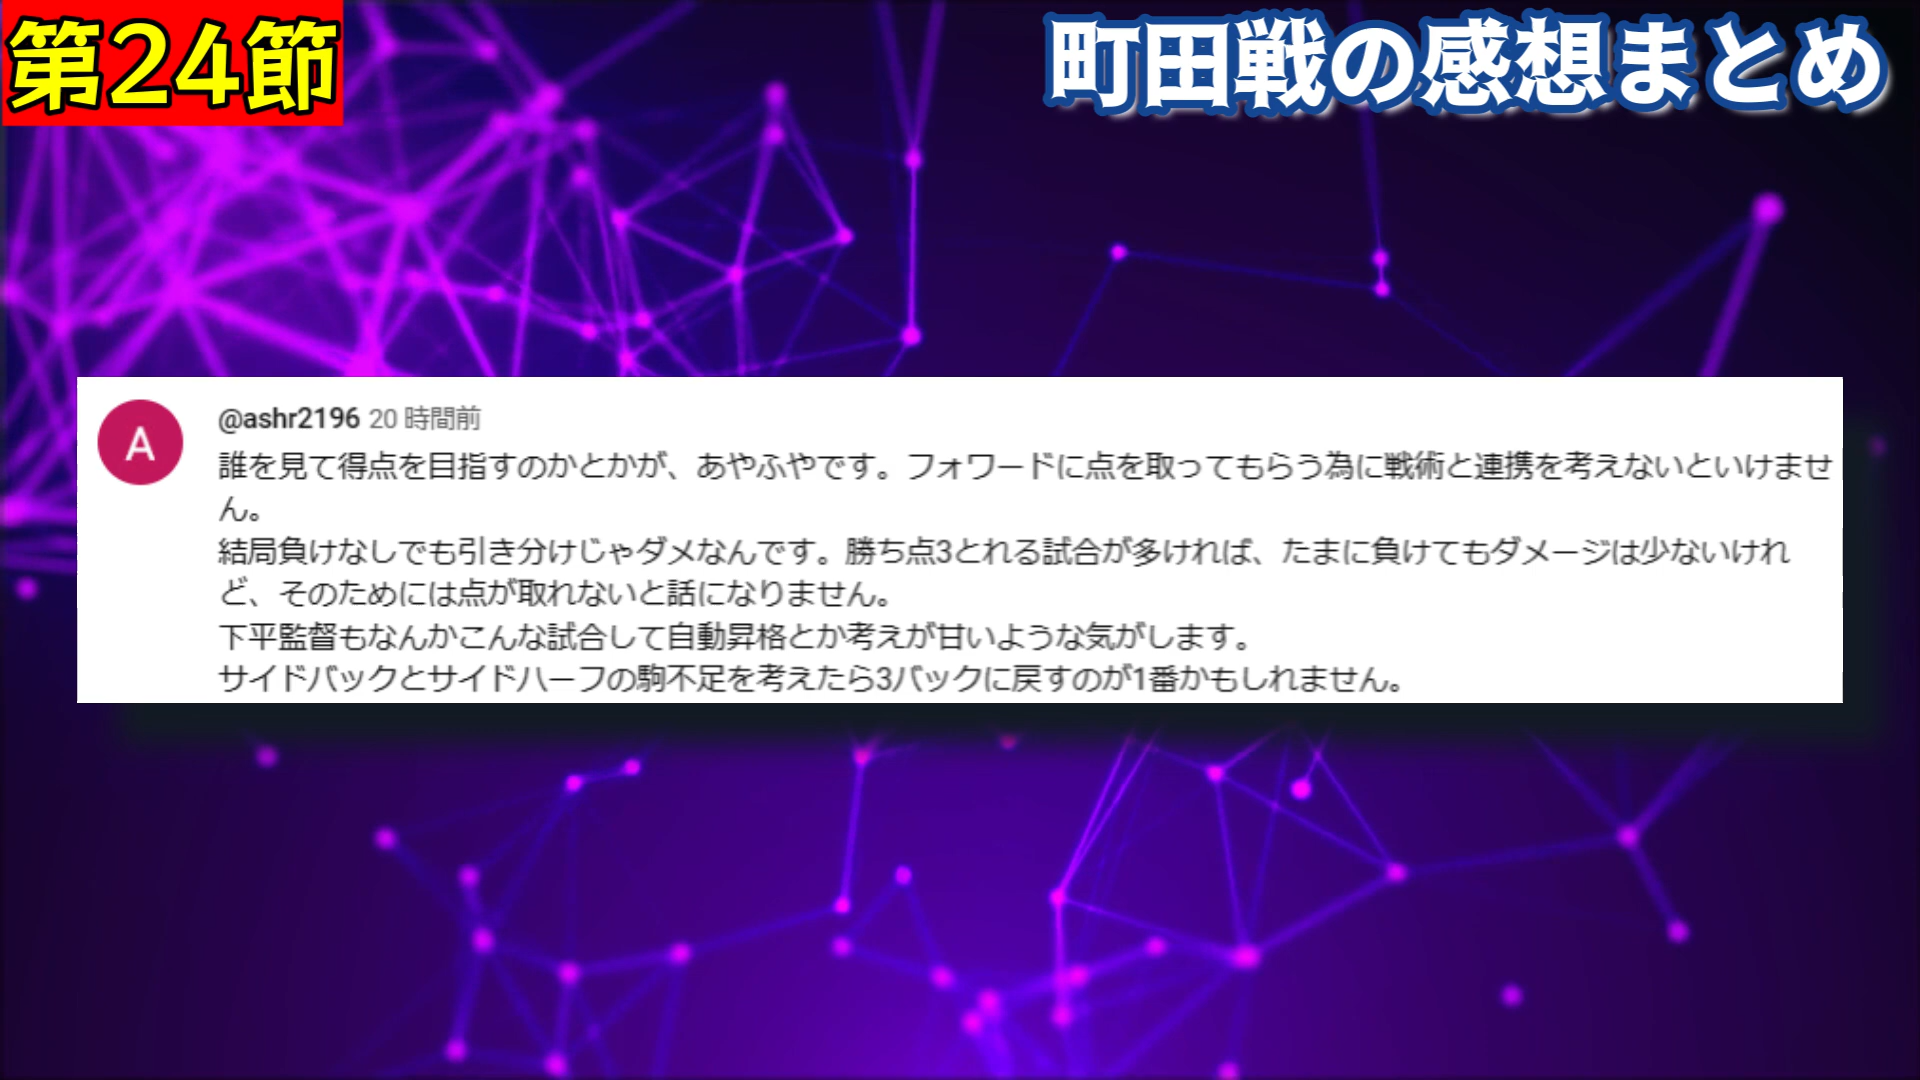 第24節
町田戦の感想まとめ
@ashr2196 20 時間前
A
誰を見て得点を目指すのかとかが、あやふやです。フォワードに点を取ってもらう為に戦術と連携を考えないといけませ
ん。
結局負けなしでも引き分けじゃダメなんです。勝ち点3とれる試合が多ければ、たまに負けてもダメージは少ないけれ
ど、そのためには点が取れないと話になりません。
下平監督もなんかこんな試合して自動昇格とか考えが甘いような気がします。
サイドバックとサイドハーフの駒不足を考えたら3バックに戻すのが1番かもしれません。